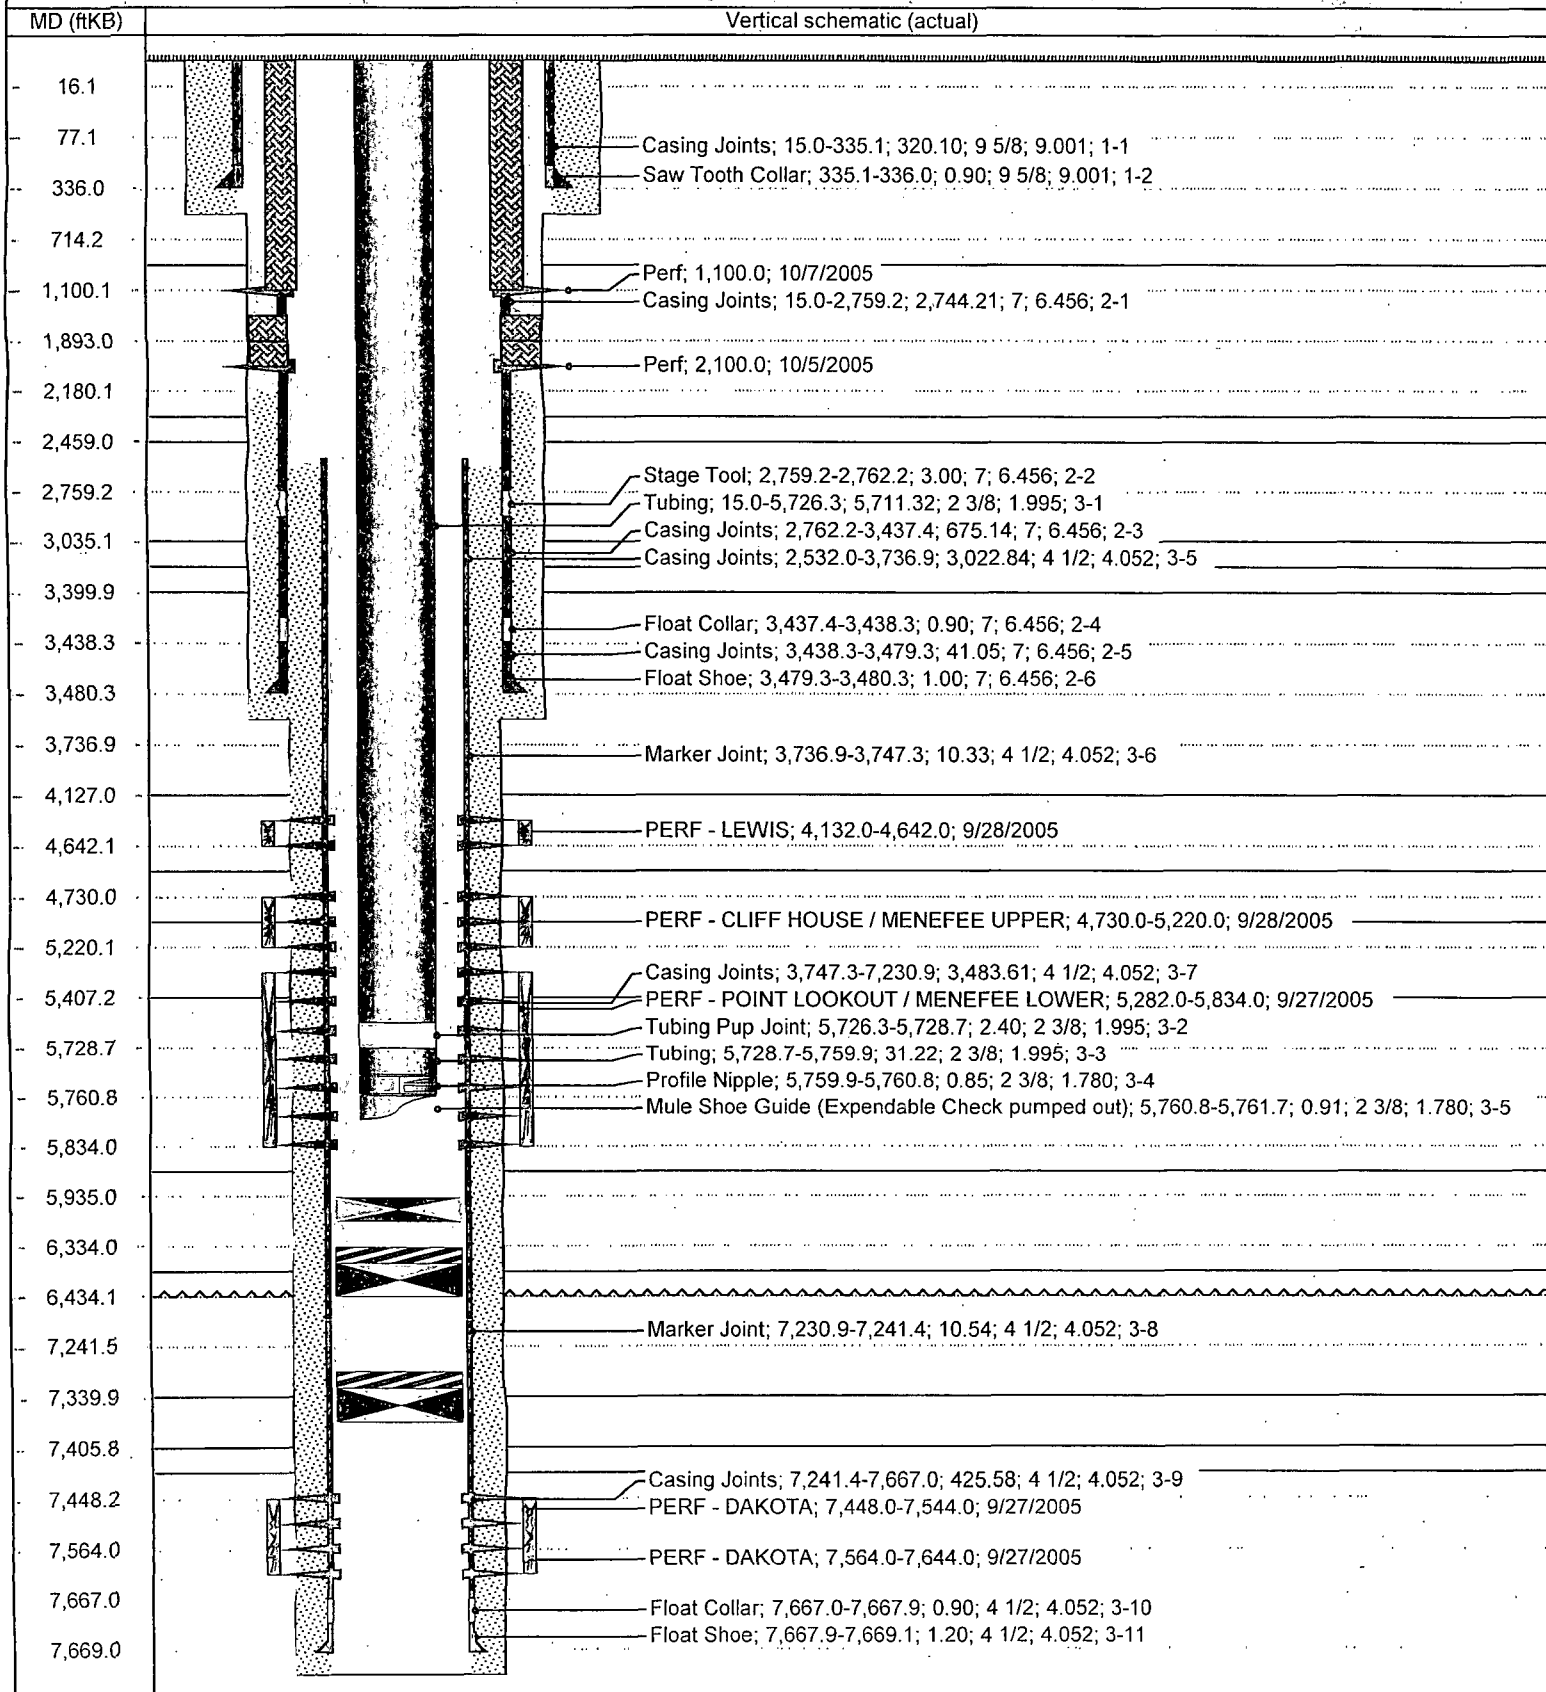 MD (ftKB)
Vertical schematic (actual)
16.1
77.1
Casing Joints; 15.0-335.1; 320.10; 9 5/8; 9.001; 1-1
Saw Tooth Collar; 335.1-336.0; 0.90; 9 5/8; 9.001; 1-2
336.0
714.2
Perf; 1,100.0; 10/7/2005
1,100.1
Casing Joints; 15.0-2,759.2; 2,744.21; 7; 6.456; 2-1
1,893.0
Perf; 2,100.0; 10/5/2005
2,180.1
2,459.0
Stage Tool; 2,759.2-2,762.2; 3.00; 7; 6.456; 2-2
2,759.2
Tubing; 15.0-5,726.3; 5,711.32; 2 3/8; 1.995; 3-1
Casing Joints; 2,762.2-3,437.4; 675.14; 7; 6.456; 2-3
3,035.1
Casing Joints; 2,532.0-3,736.9; 3,022.84; 4 1/2; 4.052; 3-5
3,399.9
Float Collar; 3,437.4-3,438.3; 0.90; 7; 6.456; 2-4
3,438.3
Casing Joints; 3,438.3-3,479.3; 41.05; 7; 6.456; 2-5
Float Shoe; 3,479.3-3,480.3; 1.00; 7; 6.456; 2-6
3,480.3
3,736.9
Marker Joint; 3,736.9-3,747.3; 10.33; 4 1/2; 4.052; 3-6
4,127.0
PERF - LEWIS; 4,132.0-4,642.0; 9/28/2005
4,642.1
4,730.0
PERF - CLIFF HOUSE / MENEFEE UPPER; 4,730.0-5,220.0; 9/28/2005
5,220.1
Casing Joints; 3,747.3-7,230.9; 3,483.61; 4 1/2; 4.052; 3-7
5,407.2
PERF - POINT LOOKOUT / MENEFEE LOWER; 5,282.0-5,834.0; 9/27/2005
Tubing Pup Joint; 5,726.3-5,728.7; 2.40; 2 3/8; 1.995; 3-2
5,728.7
Tubing; 5,728.7-5,759.9; 31.22; 2 3/8; 1.995; 3-3
Profile Nipple; 5,759.9-5,760.8; 0.85; 2 3/8; 1.780; 3-4
5,760.8
Mule Shoe Guide (Expendable Check pumped out); 5,760.8-5,761.7; 0.91; 2 3/8; 1.780; 3-5
5,834.0
5,935.0
6,334.0
6,434.1
Marker Joint; 7,230.9-7,241.4; 10.54; 4 1/2; 4.052; 3-8
7,241.5
7,339.9
7,405.8
Casing Joints; 7,241.4-7,667.0; 425.58; 4 1/2; 4.052; 3-9
7,448.2
PERF - DAKOTA; 7,448.0-7,544.0; 9/27/2005
7,564.0
PERF - DAKOTA; 7,564.0-7,644.0; 9/27/2005
7,667.0
Float Collar; 7,667.0-7,667.9; 0.90; 4 1/2; 4.052; 3-10
Float Shoe; 7,667.9-7,669.1; 1.20; 4 1/2; 4.052; 3-11
7,669.0